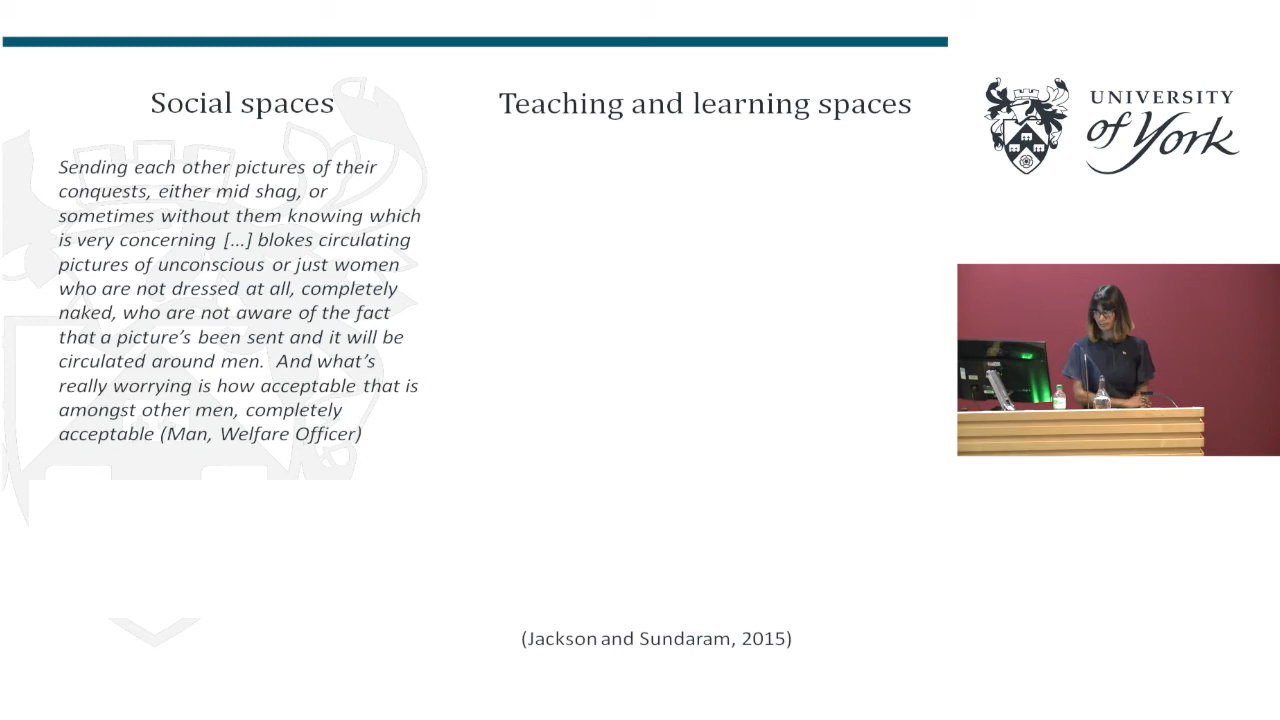 Social spaces
Teaching and learning spaces
Sending each other pictures of their
conquests, either mid shag, or
sometimes without them knowing which
is very concerning […] blokes circulating
pictures of unconscious or just women
who are not dressed at all, completely
naked, who are not aware of the fact
that a picture’s been sent and it will be
circulated around men.  And what’s
really worrying is how acceptable that is
amongst other men, completely
acceptable (Man, Welfare Officer)
(Jackson and Sundaram, 2015)
UNIVERSITY
of York